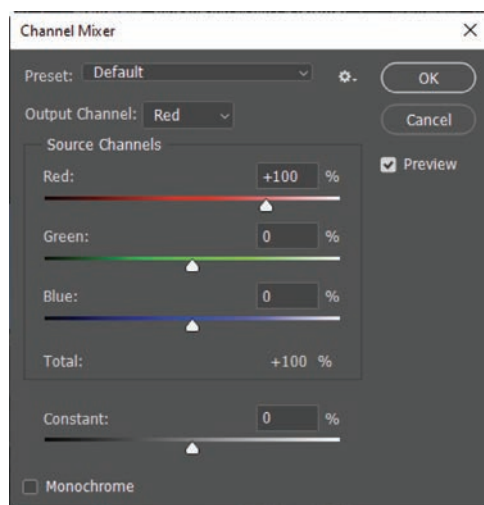 Channel Mixer
Preset: Default
OK
Output Channel: Red
Cancel
Source Channels
Preview
Red: +100 %
Green: 0 %
Blue: 0 %
Total: +100 %
Constant: 0 %
Monochrome